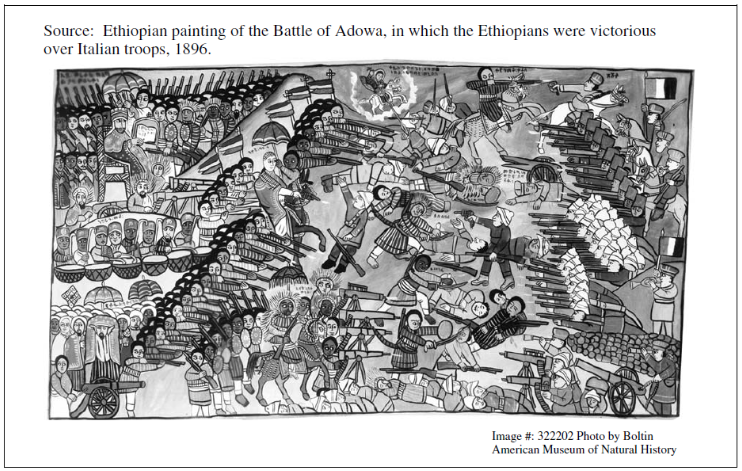 Source: Ethiopian painting of the Battle of Adowa, in which the Ethiopians were victorious
over Italian troops, 1896.
Image #: 322202 Photo by Boltin
American Museum of Natural History